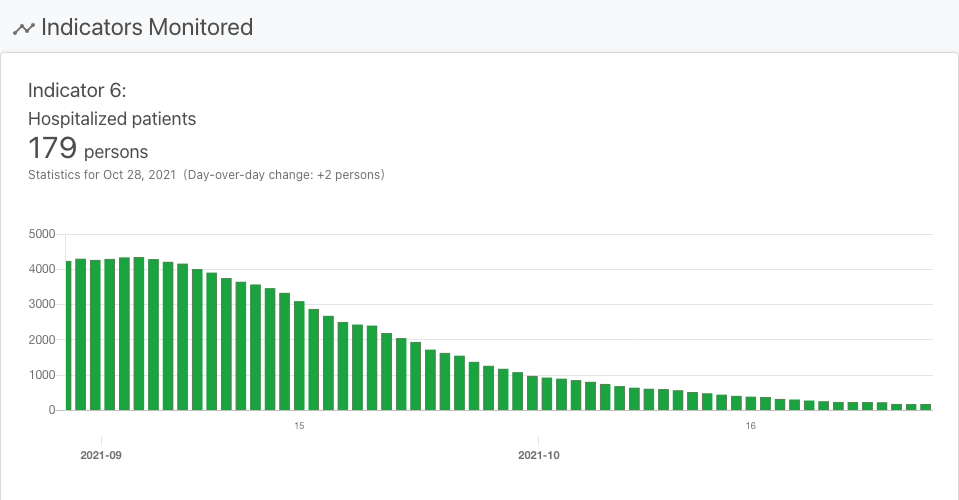 Indicators Monitored
Indicator 6:
Hospitalized patients
179 persons
Statistics for Oct 28, 2021 (Day-over-day change: +2 persons)
5000
4000
3000
2000
1000
0
15
16
2021-09
2021-10